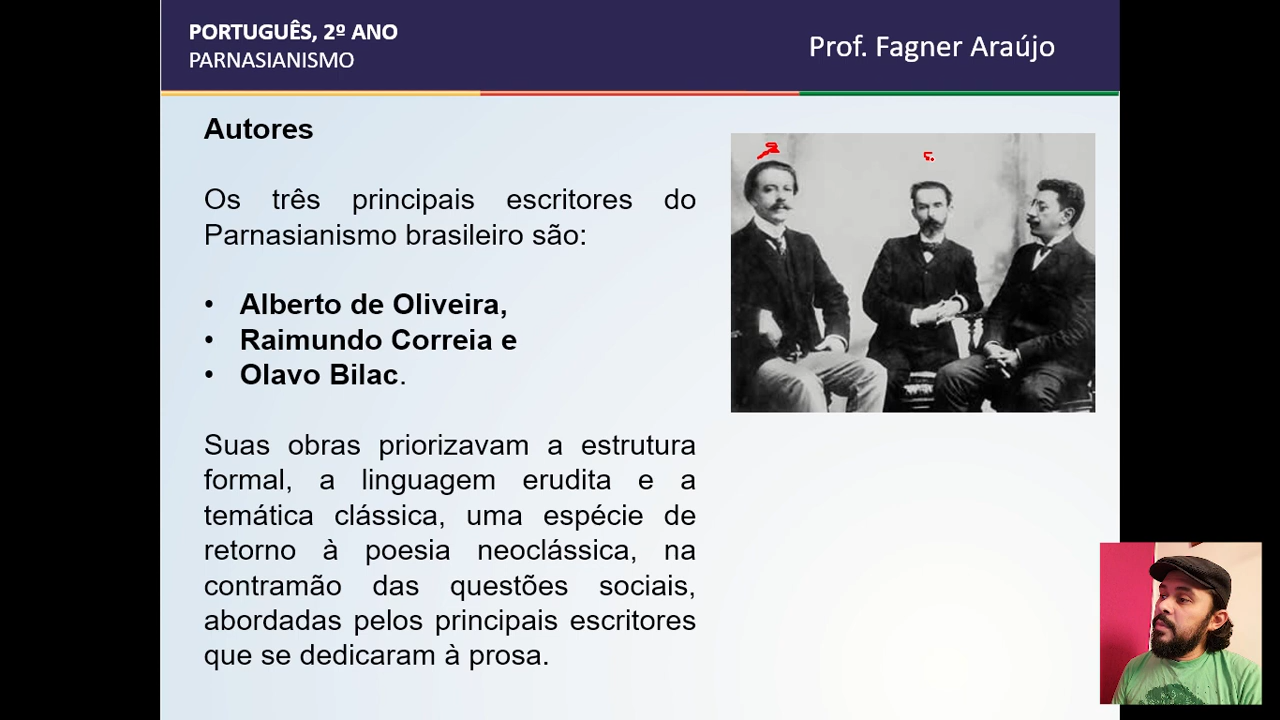 PORTUGUÊS, 2º ANO
PARNASIANISMO
Prof. Fagner Araújo
Autores
Os três principais escritores do
Parnasianismo brasileiro são:
• Alberto de Oliveira,
• Raimundo Correia e
• Olavo Bilac.
Suas obras priorizavam a estrutura
formal, a linguagem erudita e a
temática clássica, uma espécie de
retorno à poesia neoclássica, na
contramão das questões sociais,
abordadas pelos principais escritores
que se dedicaram à prosa.